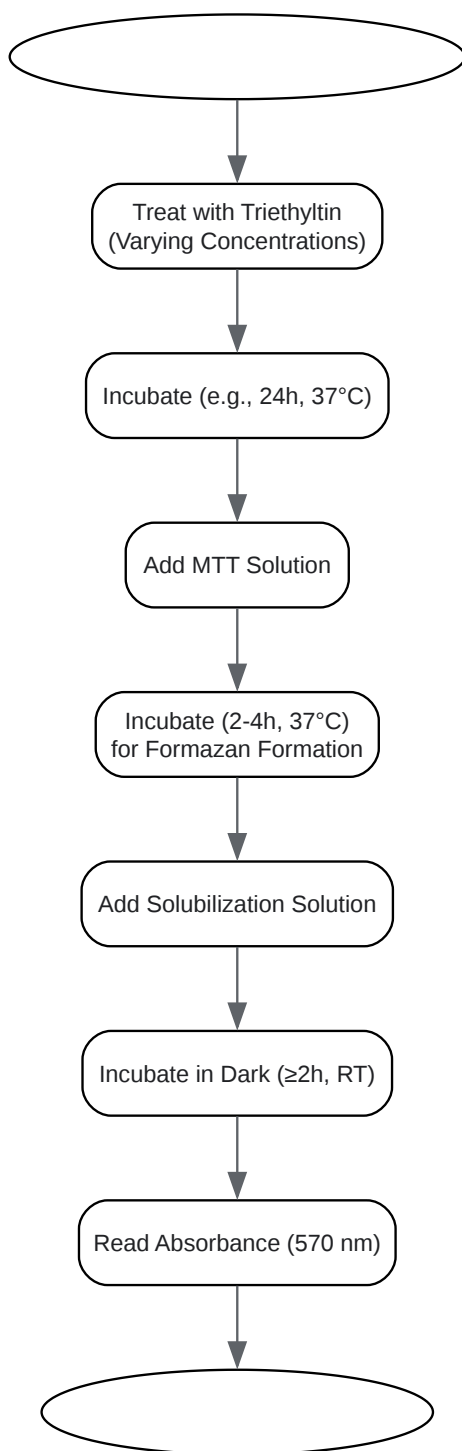 Treat with Triethyltin
(Varying Concentrations)
Incubate (e.g., 24h, 37°C)
Add MTT Solution
Incubate (2-4h, 37°C)
for Formazan Formation
Add Solubilization Solution
Incubate in Dark (≥2h, RT)
Read Absorbance (570 nm)